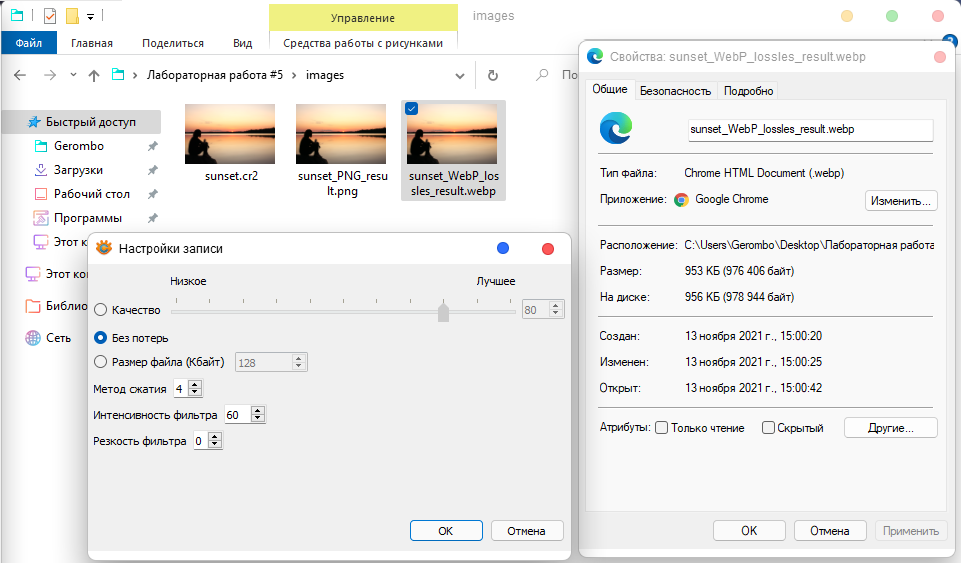 Управление
images
Файл
Главная
Поделиться
Вид
Средства работы с рисунками
Лабораторная работа #5
images
По
Быстрый доступ
Gerombo
Загрузки
Рабочий стол
Программы
Этот к
Этот ко
Библио
Сеть
sunset.cr2
sunset_PNG_resu
lt.png
sunset_WebP_los
sles_result.webp
Настройки записи
Низкое
Лучшее
Качество
80
Без потерь
Размер файла (Кбайт)
128
Метод сжатия
4
Интенсивность фильтра
60
Резкость фильтра
0
OK
Отмена
Свойства: sunset_WebP_lossles_result.webp
Общие
Безопасность
Подробно
sunset_WebP_lossles_result.webp
Тип файла: Chrome HTML Document (.webp)
Приложение: Google Chrome
Изменить...
Расположение: C:\Users\Gerombo\Desktop\Лабораторная работа
Размер: 953 КБ (976 406 байт)
На диске: 956 КБ (978 944 байт)
Создан: 13 ноября 2021 г., 15:00:20
Изменен: 13 ноября 2021 г., 15:00:25
Открыт: 13 ноября 2021 г., 15:00:42
Атрибуты:
Только чтение
Скрытый
Другие...
OK
Отмена
Применить